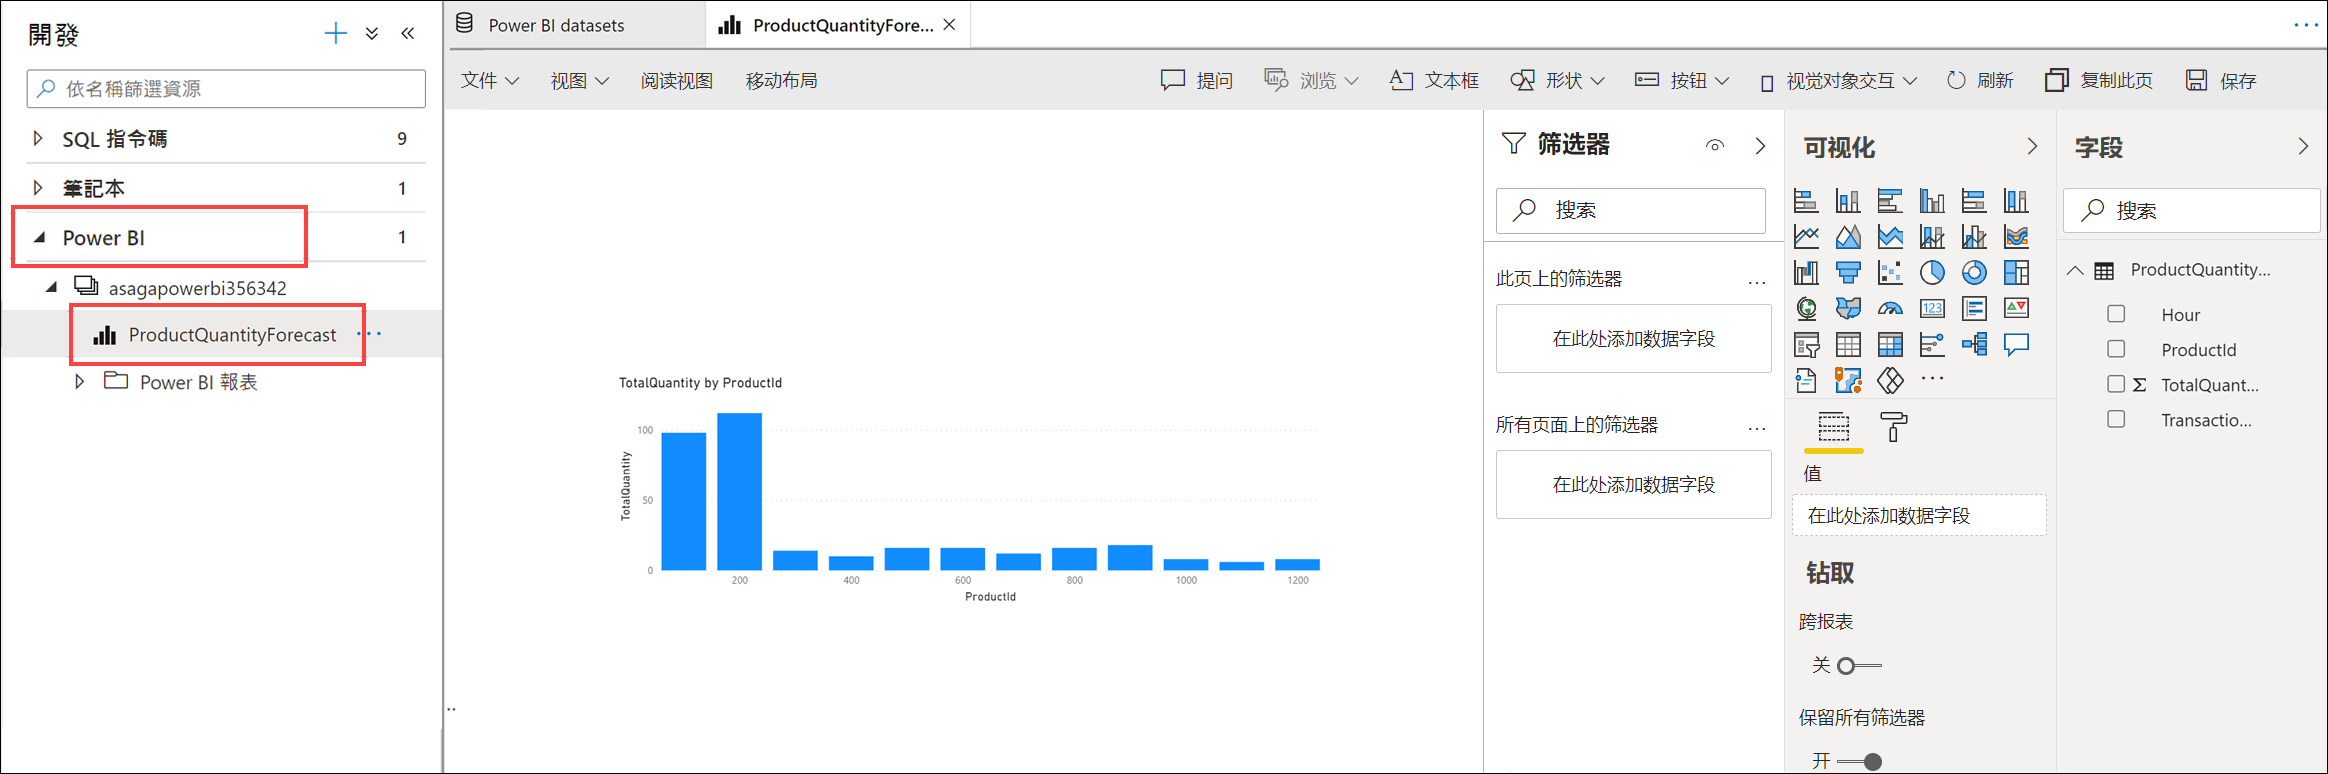 開發
依名稱篩選資源
SQL 指令碼 9
筆記本 1
Power BI 1
asagapowerbi356342
ProductQuantityForecast ···
Power BI 報表
Power BI datasets
ProductQuantityFore...
文件
视图
阅读视图
移动布局
提问
浏览
文本框
形状
按钮
视觉对象交互
刷新
复制此页
保存
TotalQuantity by ProductId
TotalQuantity
100
50
0
200 400 600 800 1000 1200
ProductId
筛选器
搜索
此页上的筛选器 ...
在此处添加数据字段
所有页面上的筛选器 ...
在此处添加数据字段
可视化
123
值
在此处添加数据字段
钻取
跨报表
关
保留所有筛选器
开
字段
搜索
ProductQuantity...
Hour
ProductId
Σ TotalQuant...
Transactio...